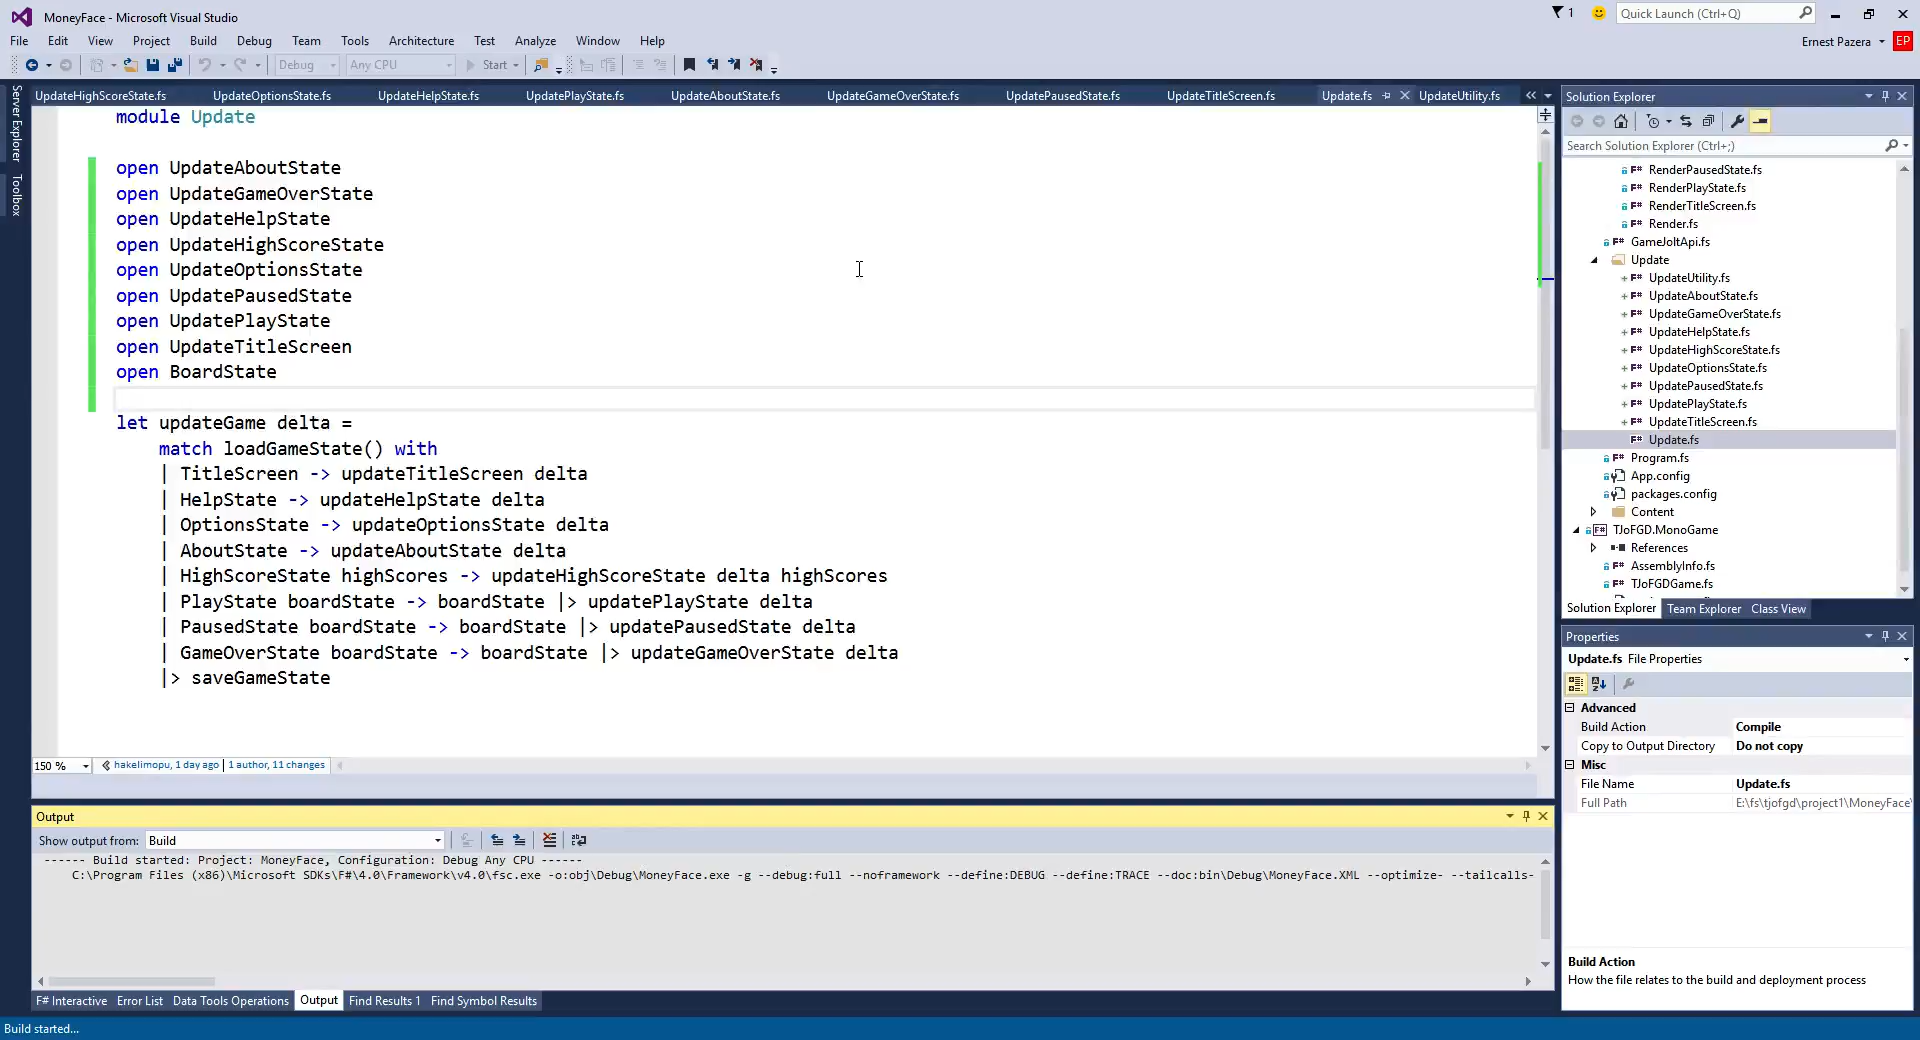 MoneyFace - Microsoft Visual Studio
1
Quick Launch (Ctrl+Q)
File Edit View Project Build Debug Team Tools Architecture Test Analyze Window Help
Ernest Pazera
EP
Debug Any CPU Start
Server Explorer
Toolbox
UpdateHighScoreState.fs UpdateOptionsState.fs UpdateHelpState.fs UpdatePlayState.fs UpdateAboutState.fs UpdateGameOverState.fs UpdatePausedState.fs UpdateTitleScreen.fs Update.fs UpdateUtility.fs
module Update
open UpdateAboutState
open UpdateGameOverState
open UpdateHelpState
open UpdateHighScoreState
open UpdateOptionsState
open UpdatePausedState
open UpdatePlayState
open UpdateTitleScreen
open BoardState
let updateGame delta =
match loadGameState() with
| TitleScreen -> updateTitleScreen delta
| HelpState -> updateHelpState delta
| OptionsState -> updateOptionsState delta
| AboutState -> updateAboutState delta
| HighScoreState highScores -> updateHighScoreState delta highScores
| PlayState boardState -> boardState |> updatePlayState delta
| PausedState boardState -> boardState |> updatePausedState delta
| GameOverState boardState -> boardState |> updateGameOverState delta
|> saveGameState
150 %
hakelimopu, 1 day ago | 1 author, 11 changes
Output
Show output from: Build
------ Build started: Project: MoneyFace, Configuration: Debug Any CPU ------
C:\Program Files (x86)\Microsoft SDKs\F#\4.0\Framework\v4.0\fsc.exe -o:obj\Debug\MoneyFace.exe -g --debug:full --noframework --define:DEBUG --define:TRACE --doc:bin\Debug\MoneyFace.XML --optimize- --tailcalls-
F# Interactive Error List Data Tools Operations Output Find Results 1 Find Symbol Results
Build started...
Solution Explorer
Search Solution Explorer (Ctrl+;)
F# RenderPausedState.fs
F# RenderPlayState.fs
F# RenderTitleScreen.fs
F# Render.fs
F# GameJoltApi.fs
Update
F# UpdateUtility.fs
F# UpdateAboutState.fs
F# UpdateGameOverState.fs
F# UpdateHelpState.fs
F# UpdateHighScoreState.fs
F# UpdateOptionsState.fs
F# UpdatePausedState.fs
F# UpdatePlayState.fs
F# UpdateTitleScreen.fs
F# Update.fs
F# Program.fs
App.config
packages.config
Content
F# TJoFGD.MonoGame
References
F# AssemblyInfo.fs
F# TJoFGDGame.fs
Solution Explorer Team Explorer Class View
Properties
Update.fs File Properties
Advanced
Build Action Compile
Copy to Output Directory Do not copy
Misc
File Name Update.fs
Full Path E:\fs\tjofgd\project1\MoneyFace\
Build Action
How the file relates to the build and deployment process